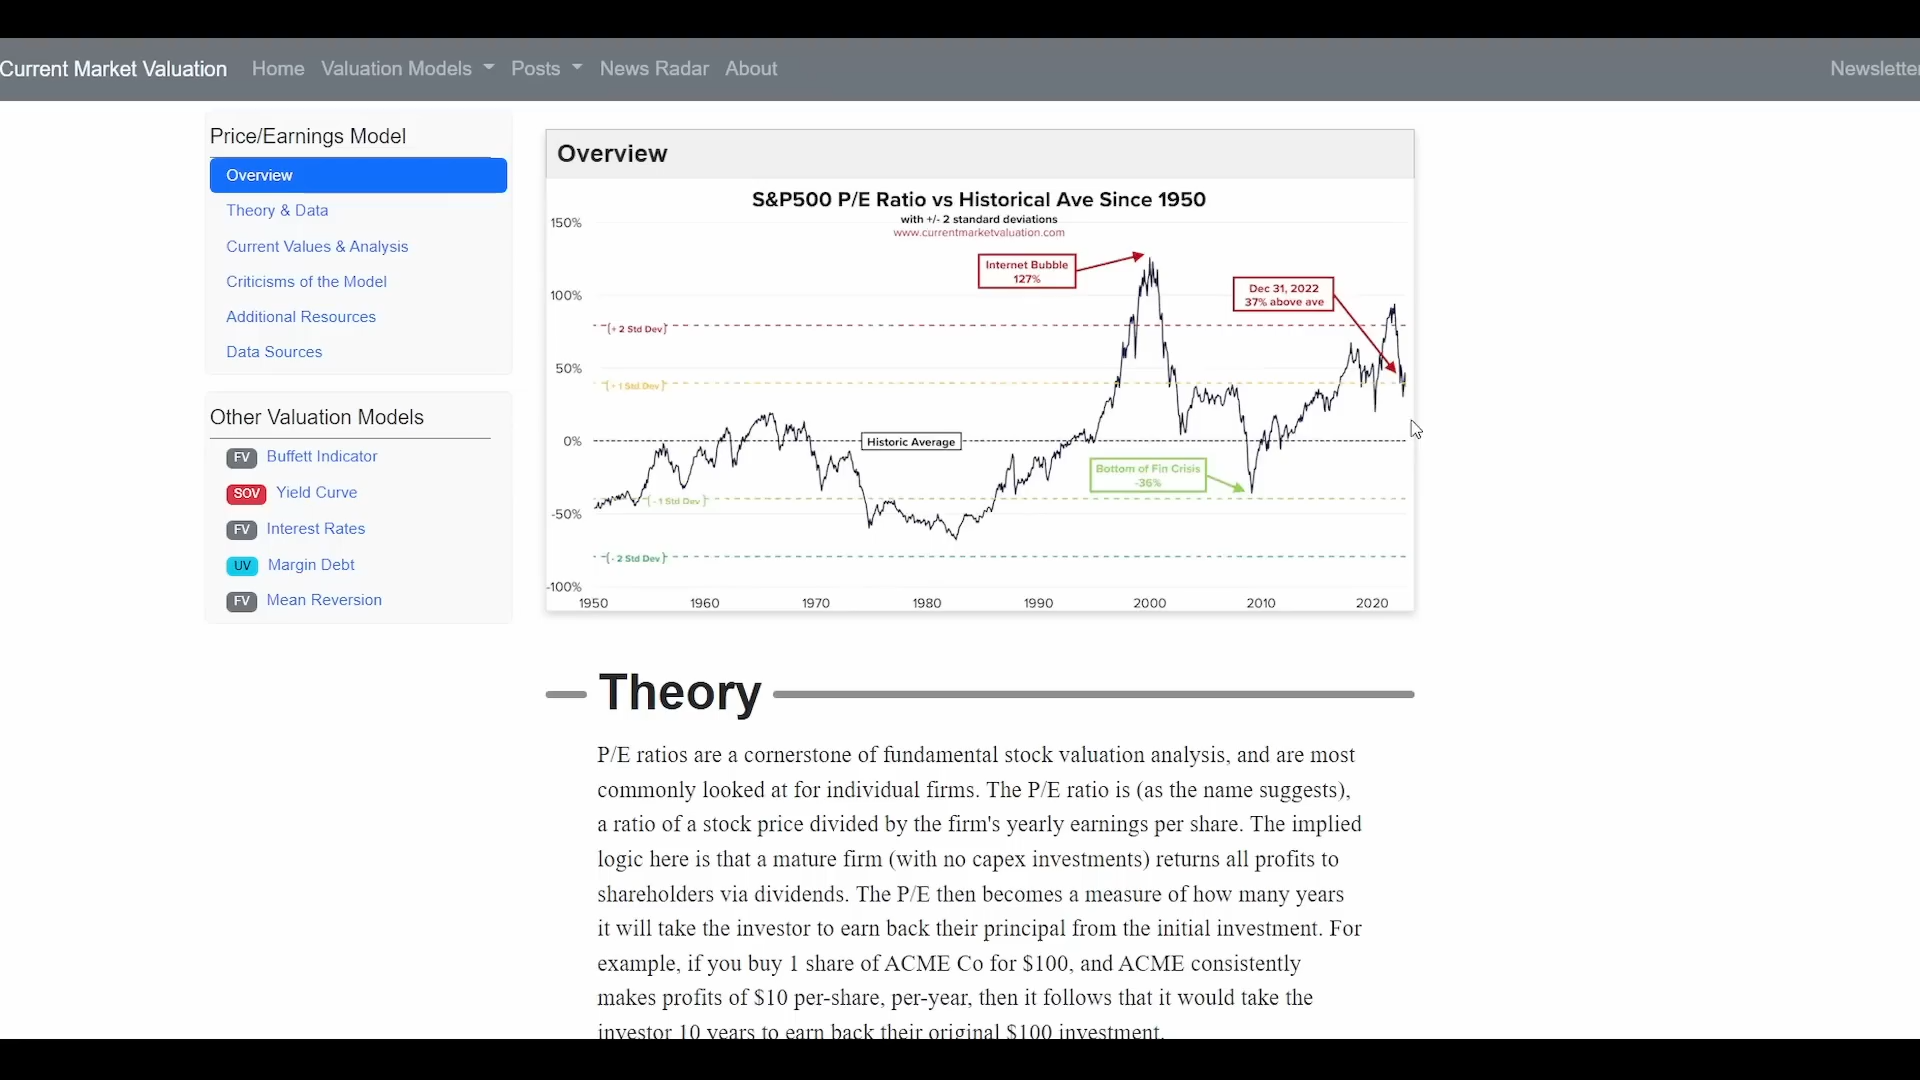 Current Market Valuation Home Valuation Models Posts News Radar About Newsletter
Price/Earnings Model
Overview
Theory & Data
Current Values & Analysis
Criticisms of the Model
Additional Resources
Data Sources
Other Valuation Models
FV Buffett Indicator
SOV Yield Curve
FV Interest Rates
UV Margin Debt
FV Mean Reversion
Overview
S&P500 P/E Ratio vs Historical Ave Since 1950
with +/- 2 standard deviations
www.currentmarketvaluation.com
150%
100%
50%
0%
-50%
-100%
Internet Bubble
127%
Dec 31, 2022
37% above ave
+ 2 Std Dev
+ 1 Std Dev
Historic Average
Bottom of Fin Crisis
-36%
- 1 Std Dev
- 2 Std Dev
1950 1960 1970 1980 1990 2000 2010 2020
Theory
P/E ratios are a cornerstone of fundamental stock valuation analysis, and are most
commonly looked at for individual firms. The P/E ratio is (as the name suggests),
a ratio of a stock price divided by the firm's yearly earnings per share. The implied
logic here is that a mature firm (with no capex investments) returns all profits to
shareholders via dividends. The P/E then becomes a measure of how many years
it will take the investor to earn back their principal from the initial investment. For
example, if you buy 1 share of ACME Co for $100, and ACME consistently
makes profits of $10 per-share, per-year, then it follows that it would take the
investor 10 years to earn back their original $100 investment.